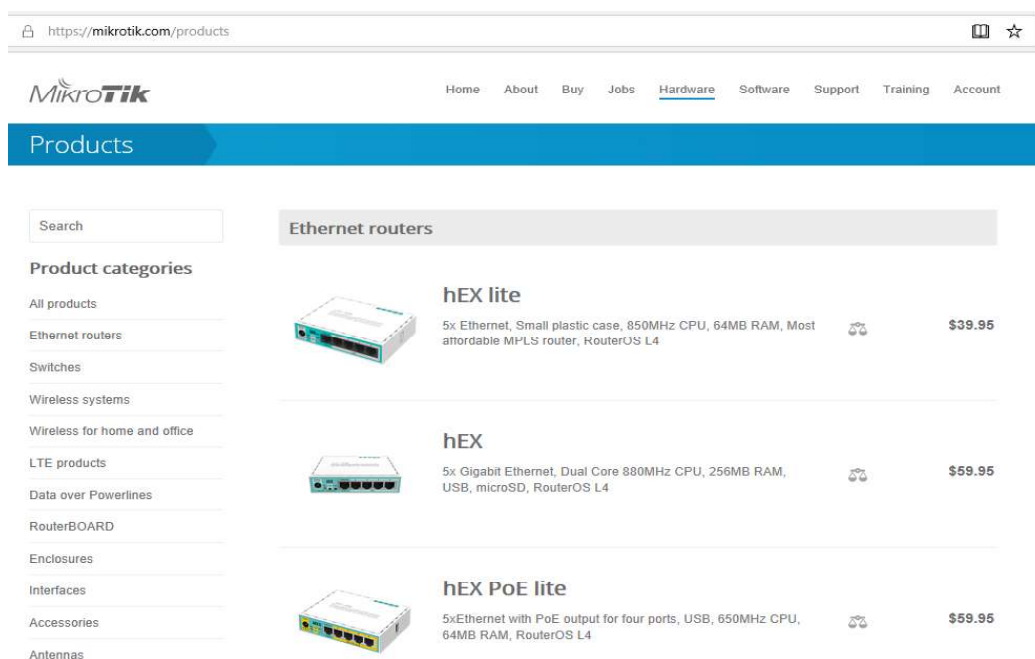 https://mikrotik.com/products
MikroTik
Home About Buy Jobs Hardware Software Support Training Account
Products
Search
Product categories
All products
Ethernet routers
Switches
Wireless systems
Wireless for home and office
LTE products
Data over Powerlines
RouterBOARD
Enclosures
Interfaces
Accessories
Antennas
Ethernet routers
hEX lite
5x Ethernet, Small plastic case, 850MHz CPU, 64MB RAM, Most
affordable MPLS router, RouterOS L4
$39.95
hEX
5x Gigabit Ethernet, Dual Core 880MHz CPU, 256MB RAM,
USB, microSD, RouterOS L4
$59.95
hEX PoE lite
5xEthernet with PoE output for four ports, USB, 650MHz CPU,
64MB RAM, RouterOS L4
$59.95